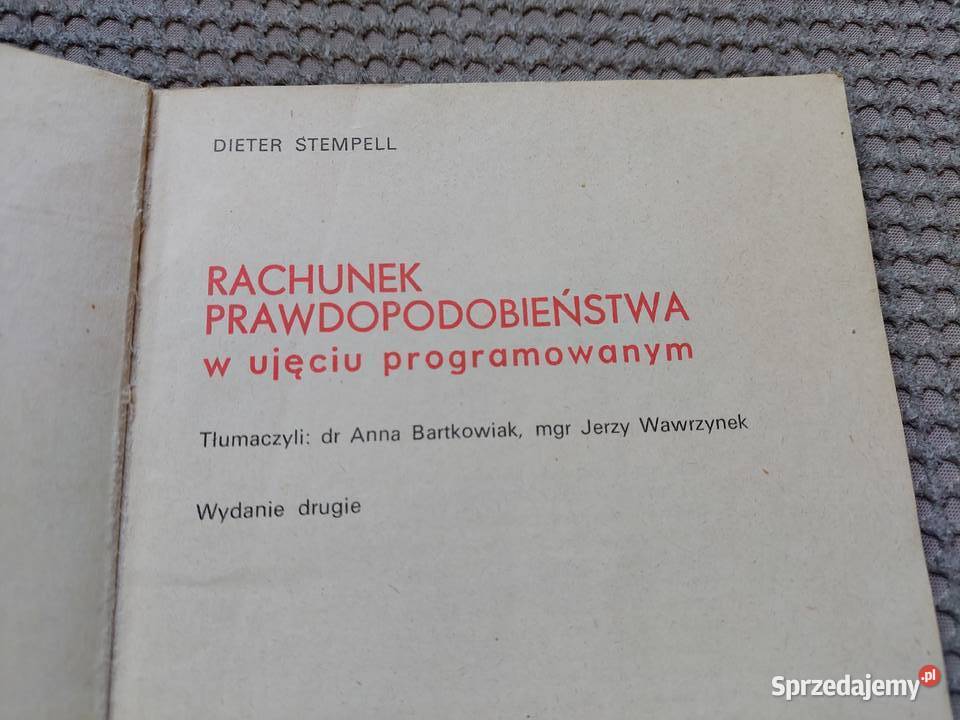 DIETER STEMPELL
RACHUNEK
PRAWDOPODOBIEŃSTWA
w ujęciu programowanym
Tłumaczyli: dr Anna Bartkowiak, mgr Jerzy Wawrzynek
Wydanie drugie
Sprzedajemy.pl